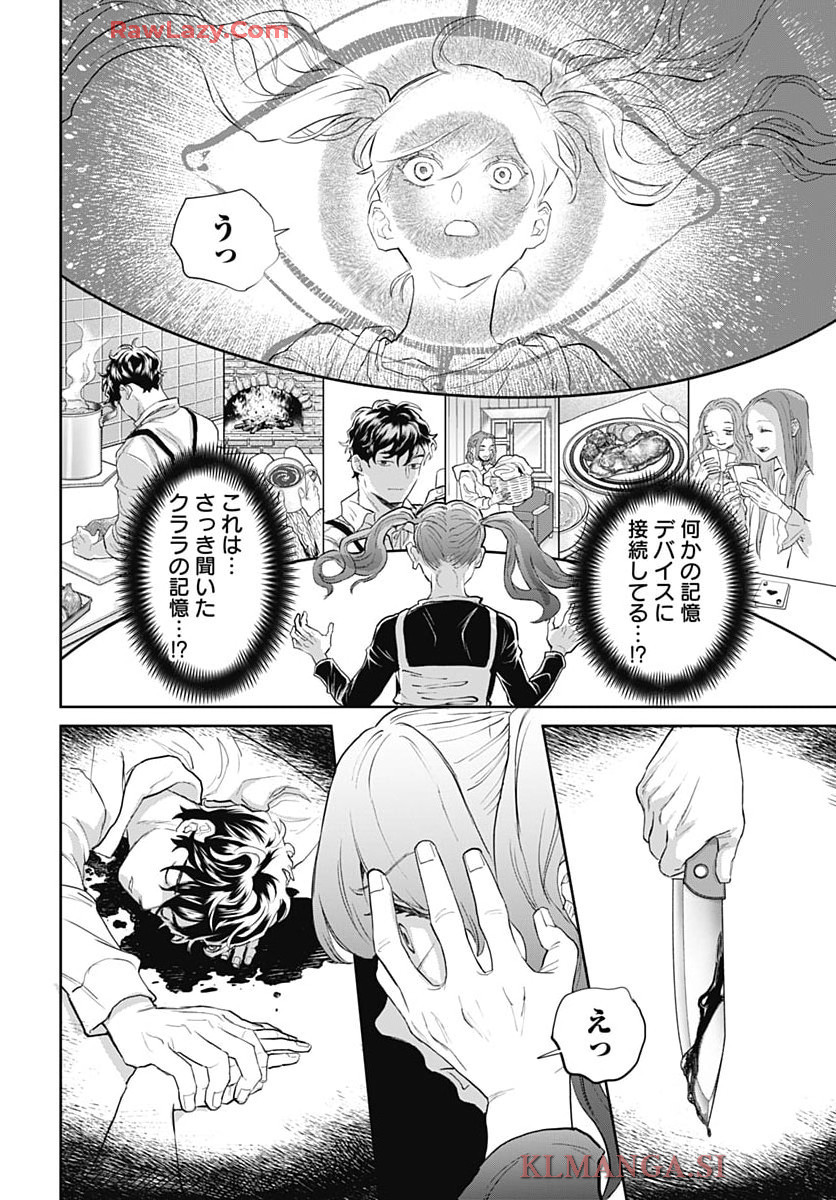 RawLazy.Com
うっ
何かの記憶
デバイスに
接続してる…!?
これは…
さっき聞いた
クララの記憶…!?
えっ
KLMANGA.SI